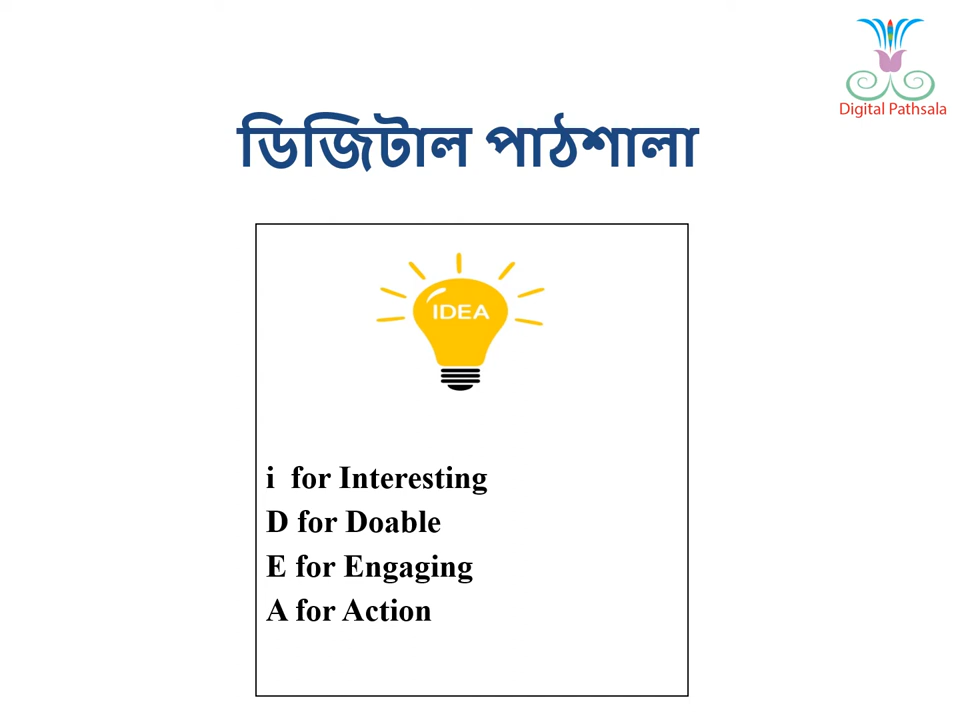 Digital Pathsala
ডিজিটাল পাঠশালা
IDEA
i for Interesting
D for Doable
E for Engaging
A for Action